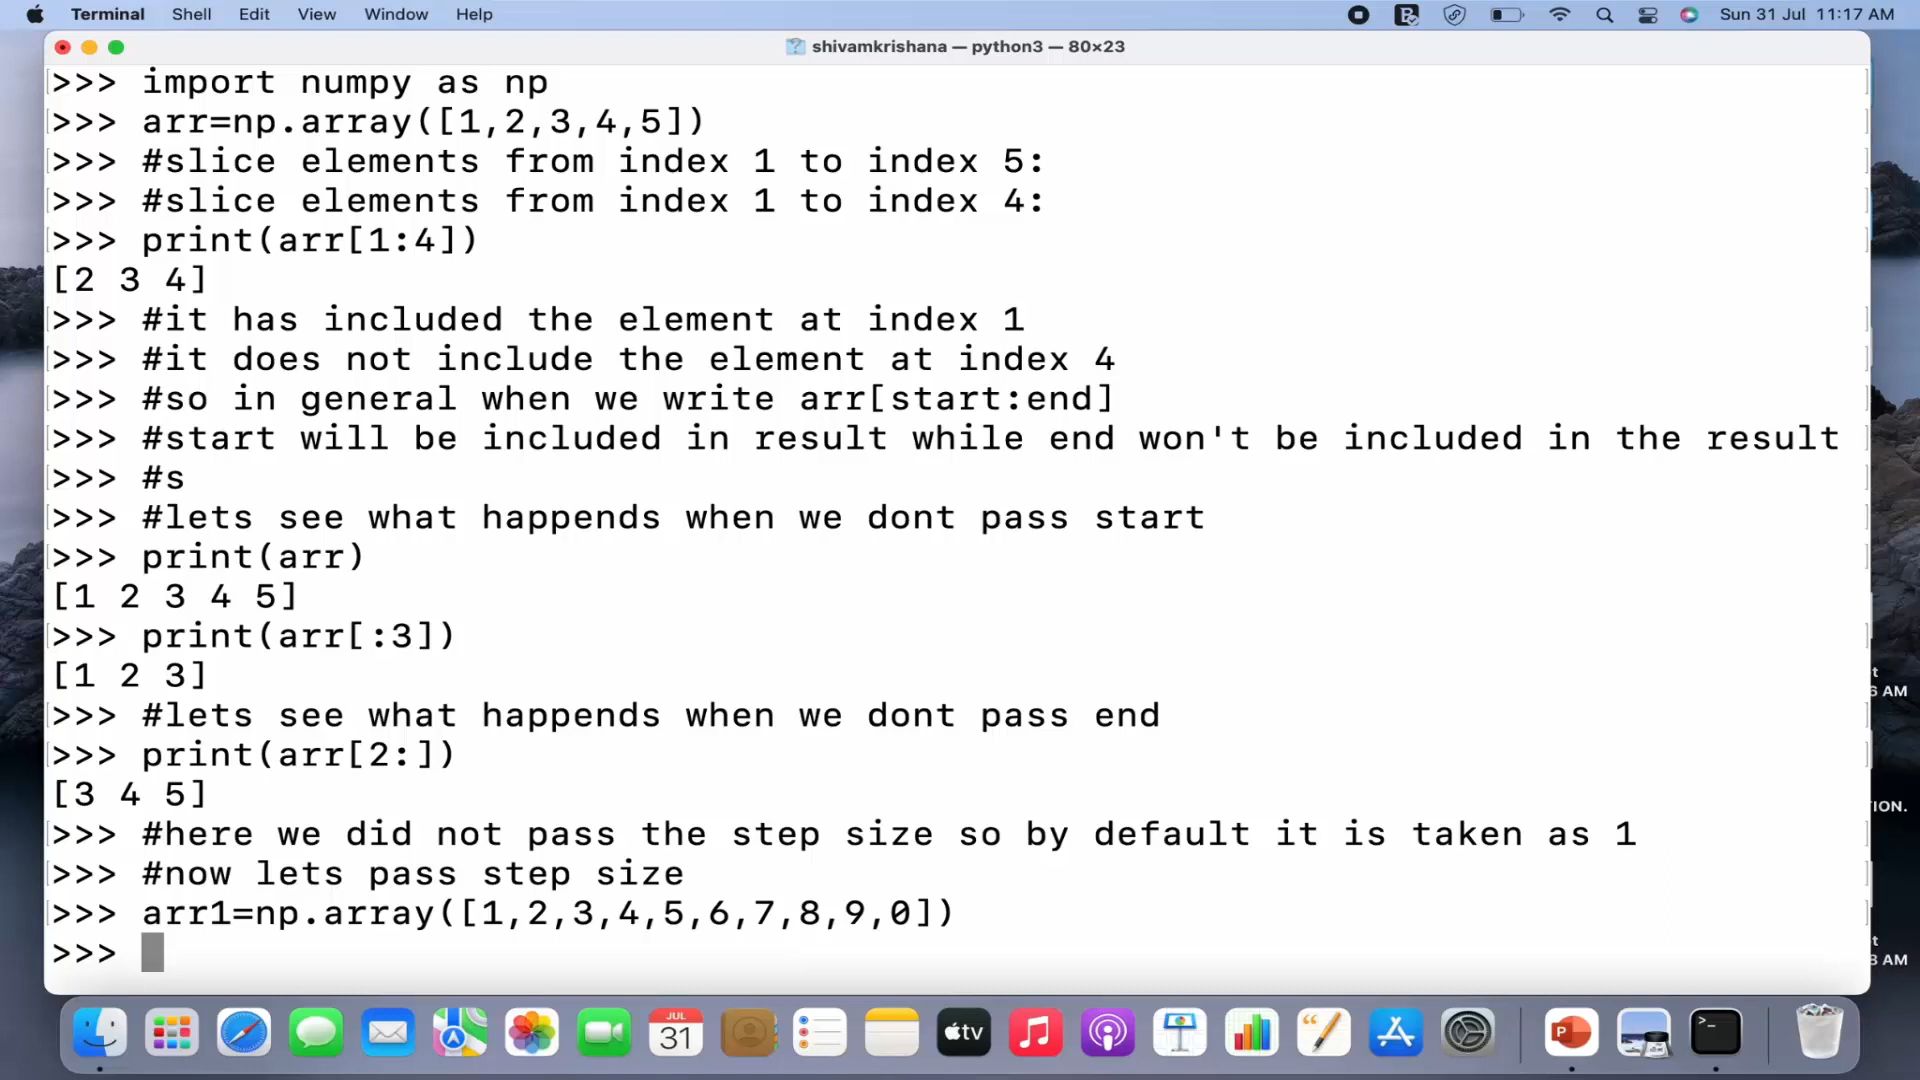 Terminal Shell Edit View Window Help Sun 31 Jul 11:17 AM
shivamkrishana — python3 — 80×23
>>> import numpy as np
>>> arr=np.array([1,2,3,4,5])
>>> #slice elements from index 1 to index 5:
>>> #slice elements from index 1 to index 4:
>>> print(arr[1:4])
[2 3 4]
>>> #it has included the element at index 1
>>> #it does not include the element at index 4
>>> #so in general when we write arr[start:end]
>>> #start will be included in result while end won't be included in the result
>>> #s
>>> #lets see what happends when we dont pass start
>>> print(arr)
[1 2 3 4 5]
>>> print(arr[:3])
[1 2 3]
>>> #lets see what happends when we dont pass end
>>> print(arr[2:])
[3 4 5]
>>> #here we did not pass the step size so by default it is taken as 1
>>> #now lets pass step size
>>> arr1=np.array([1,2,3,4,5,6,7,8,9,0])
>>>
AM
ION.
AM
JUL
31
tv